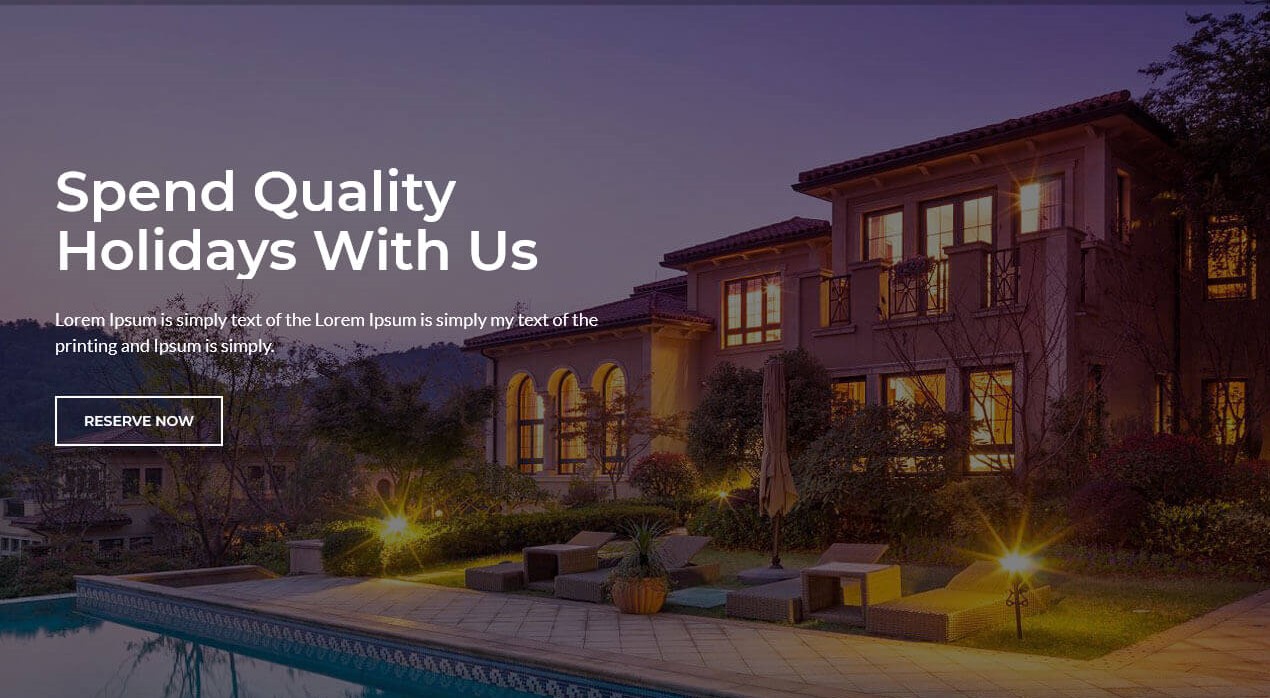 Spend Quality
Holidays With Us
Lorem Ipsum is simply text of the Lorem Ipsum is simply my text of the
printing and Ipsum is simply.
RESERVE NOW